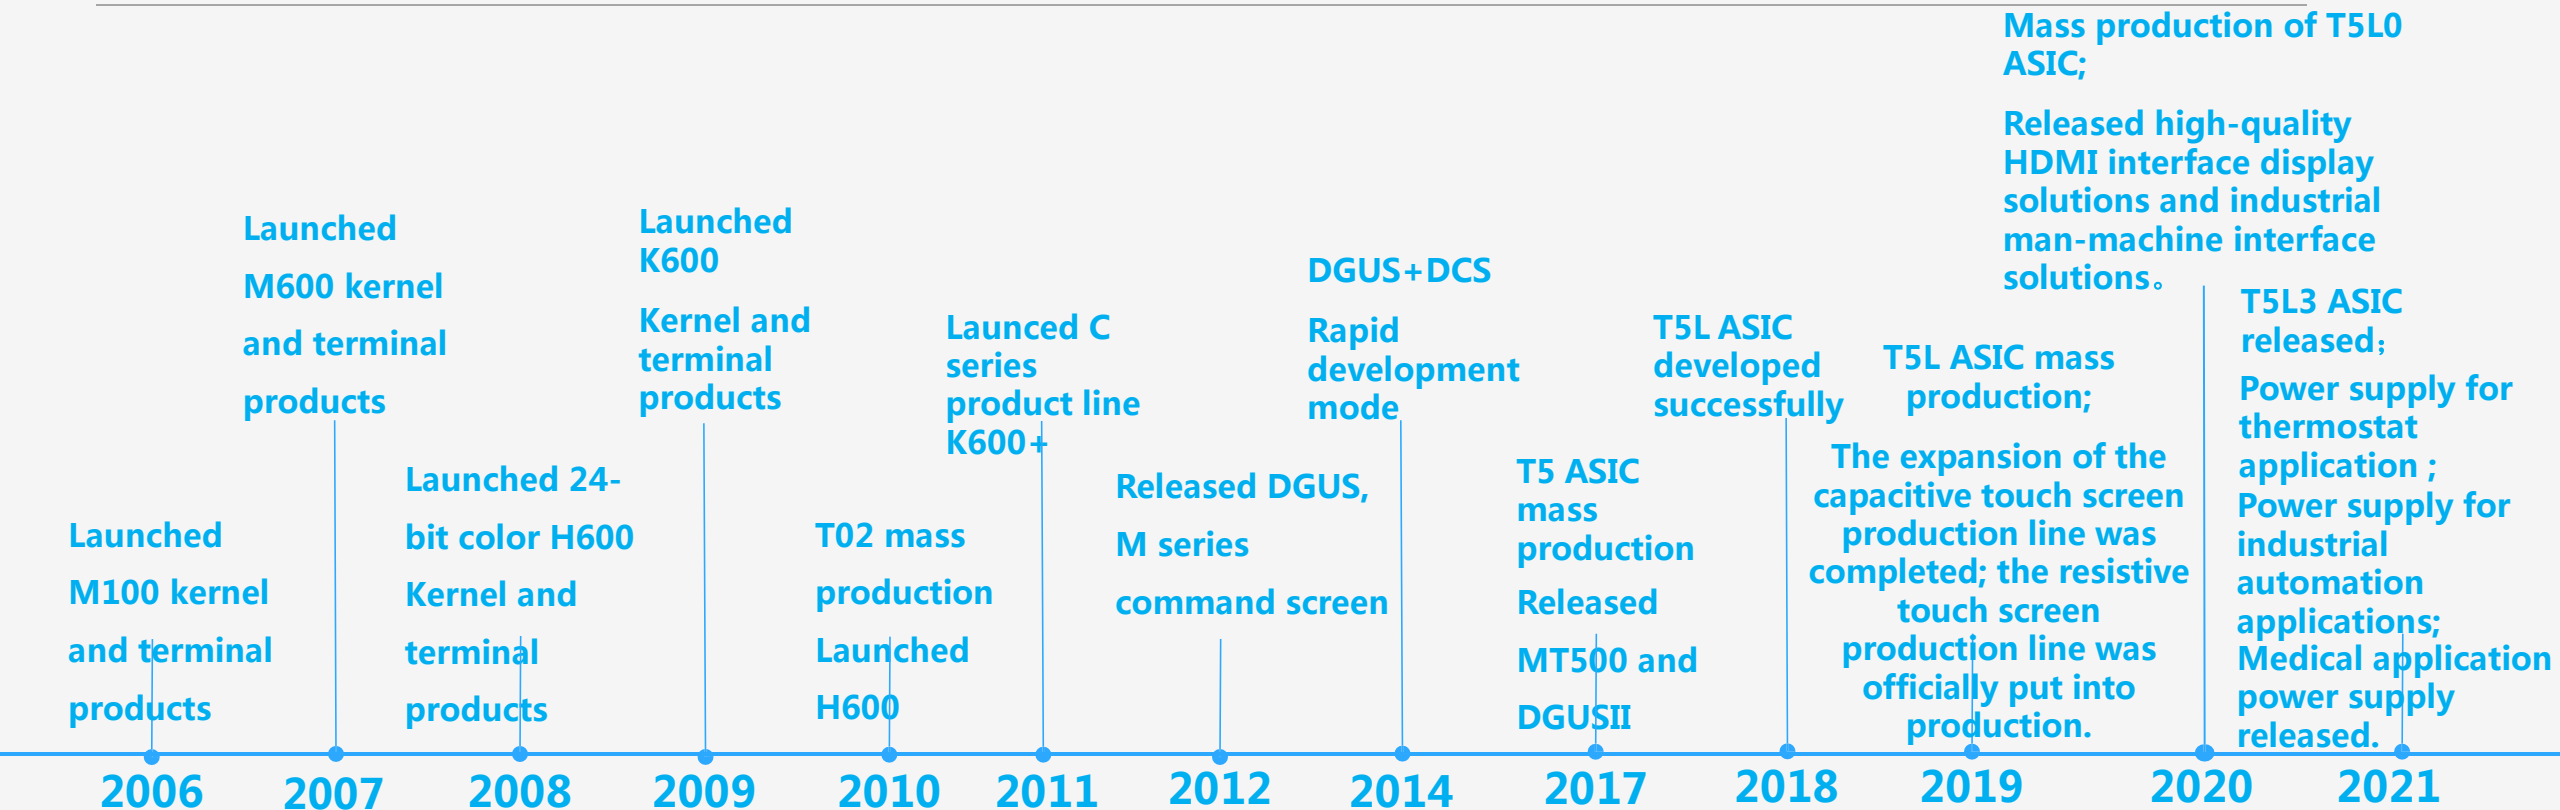 Launched
M100 kernel
and terminal
products
2006
Launched
M600 kernel
and terminal
products
2007
Launched 24-
bit color H600
Kernel and
terminal
products
2008
Launched
K600
Kernel and
terminal
products
2009
T02 mass
production
Launched
H600
2010
Launced C
series
product line
K600+
2011
Released DGUS,
M series
command screen
2012
DGUS+DCS
Rapid
development
mode
2014
T5 ASIC
mass
production
Released
MT500 and
DGUSII
2017
T5L ASIC
developed
successfully
2018
T5L ASIC mass
production;
The expansion of the
capacitive touch screen
production line was
completed; the resistive
touch screen
production line was
officially put into
production.
2019
Mass production of T5L0
ASIC;
Released high-quality
HDMI interface display
solutions and industrial
man-machine interface
solutions。
2020
T5L3 ASIC
released；
Power supply for
thermostat
application ;
Power supply for
industrial
automation
applications;
Medical application
power supply
released.
2021